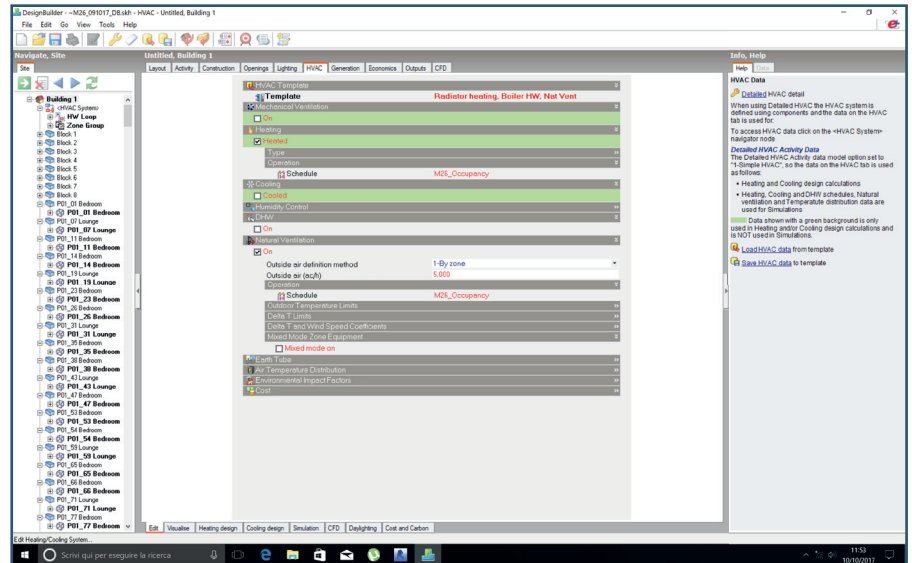 DesignBuilder - ~M26_091017_DB.skh - HVAC - Untitled, Building 1
File Edit Go View Tools Help
Navigate, Site
Site
Building 1
<HVAC System>
HW Loop
Zone Group
Block 1
Block 2
Block 3
Block 4
Block 5
Block 6
Block 7
Block 8
P01_01 Bedroom
P01_01 Bedroom
P01_07 Lounge
P01_07 Lounge
P01_11 Bedroom
P01_11 Bedroom
P01_14 Bedroom
P01_14 Bedroom
P01_19 Lounge
P01_19 Lounge
P01_23 Bedroom
P01_23 Bedroom
P01_26 Bedroom
P01_26 Bedroom
P01_31 Lounge
P01_31 Lounge
P01_35 Bedroom
P01_35 Bedroom
P01_38 Bedroom
P01_38 Bedroom
P01_43 Lounge
P01_43 Lounge
P01_47 Bedroom
P01_47 Bedroom
P01_53 Bedroom
P01_53 Bedroom
P01_54 Bedroom
P01_54 Bedroom
P01_59 Lounge
P01_59 Lounge
P01_65 Bedroom
P01_65 Bedroom
P01_66 Bedroom
P01_66 Bedroom
P01_71 Lounge
P01_71 Lounge
P01_77 Bedroom
P01_77 Bedroom
Untitled, Building 1
Layout Activity Construction Openings Lighting HVAC Generation Economics Outputs CFD
HVAC Template
Template Radiator heating, Boiler HW, Nat Vent
Mechanical Ventilation
On
Heating
Heated
Type
Operation
Schedule M26_Occupancy
Cooling
Cooled
Humidity Control
DHW
On
Natural Ventilation
On
Outside air definition method 1-By zone
Outside air (ac/h) 5,000
Operation
Schedule M26_Occupancy
Outdoor Temperature Limits
Delta T Limits
Delta T and Wind Speed Coefficients
Mixed Mode Zone Equipment
Mixed mode on
Earth Tube
Air Temperature Distribution
Environmental Impact Factors
Cost
Edit Visualise Heating design Cooling design Simulation CFD Daylighting Cost and Carbon
Info, Help
Help Data
HVAC Data
Detailed HVAC detail
When using Detailed HVAC the HVAC system is
defined using components and the data on the HVAC
tab is used for:
To access HVAC data click on the <HVAC System>
navigator node
Detailed HVAC Activity Data
The Detailed HVAC Activity data model option set to
"1-Simple HVAC", so the data on the HVAC tab is used
as follows:
• Heating and Cooling design calculations
• Heating, Cooling and DHW schedules, Natural
ventilation and Temperature distribution data are
used for Simulations
Data shown with a green background is only
used in Heating and/or Cooling design calculations and
is NOT used in Simulations.
Load HVAC data from template
Save HVAC data to template
Edit Heating/Cooling System...
Scrivi qui per eseguire la ricerca
11:53
10/10/2017